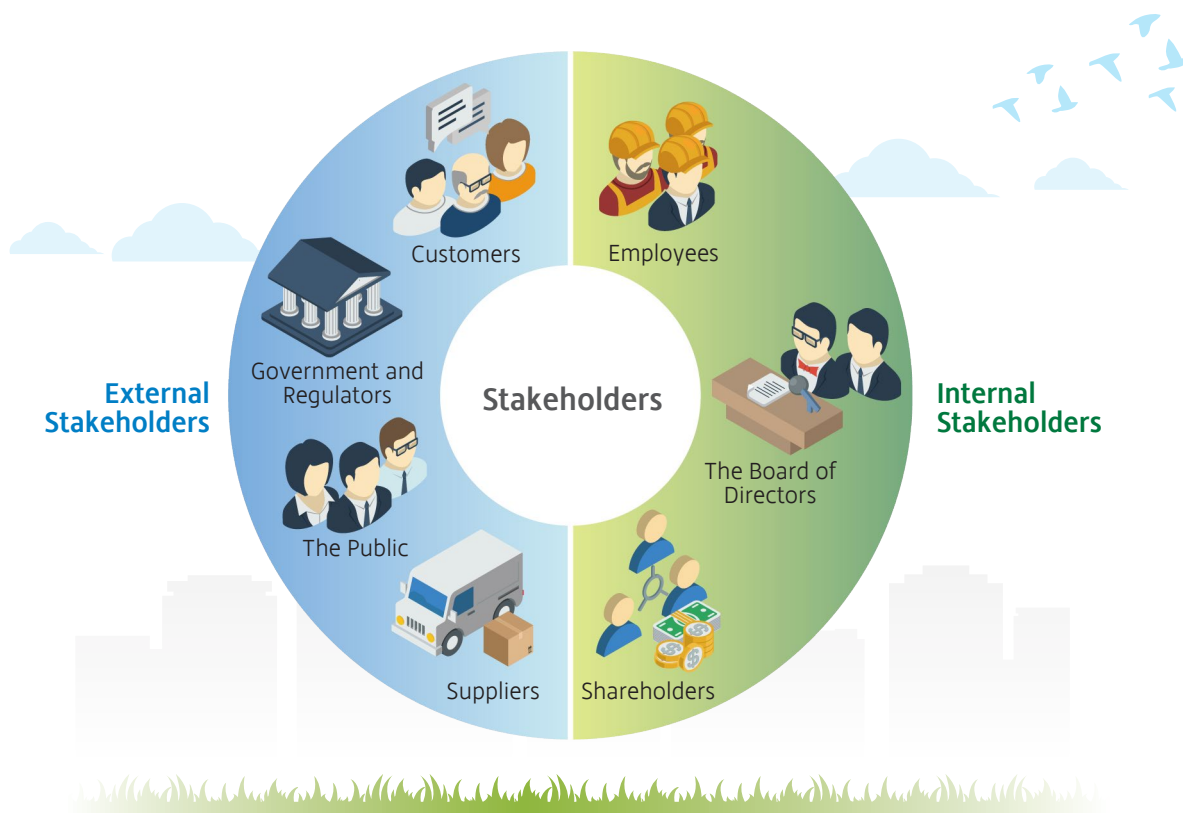 Customers
Employees
Government and
Regulators
External
Stakeholders
Stakeholders
Internal
Stakeholders
The Board of
Directors
The Public
Suppliers
Shareholders